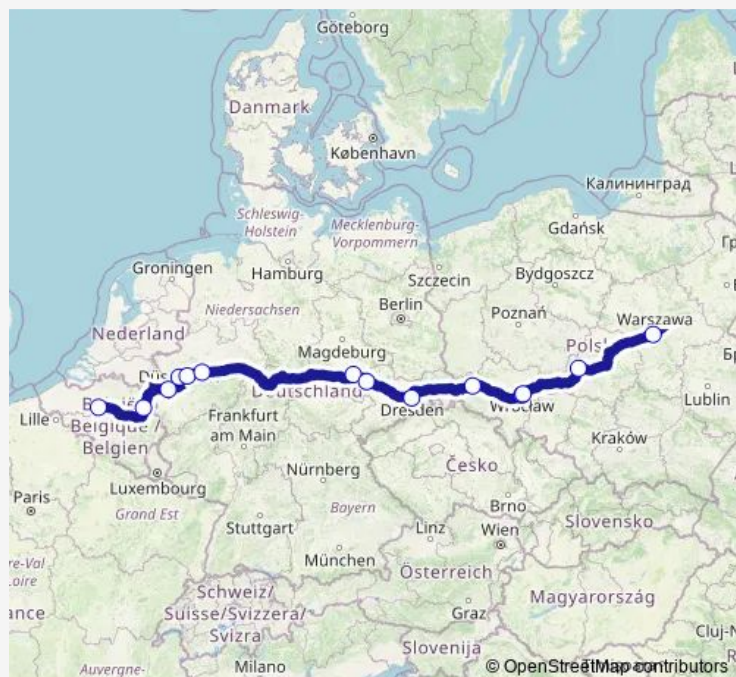 Göteborg
Danmark
København
Калининград
Schleswig-
Holstein
Mecklenburg-
Vorpommern
Gdańsk
Groningen
Hamburg
Szczecin
Bydgoszcz
Niedersachsen
Berlin
Poznań
Nederland
Magdeburg
Warszawa
Deutschland
Lille
België /
Belgique /
Belgien
Dresden
Wrocław
Lublin
Frankfurt
am Main
Kraków
Luxembourg
Česko
Paris
Nürnberg
Grand Est
Brno
Slovensko
Stuttgart
Bayern
Linz
Wien
München
Österreich
Magyarország
Schweiz/
Suisse/Svizzera/
Svizra
Graz
Slovenija
Cluj-N
Milano
Auvergne-
© OpenStreetMap contributors